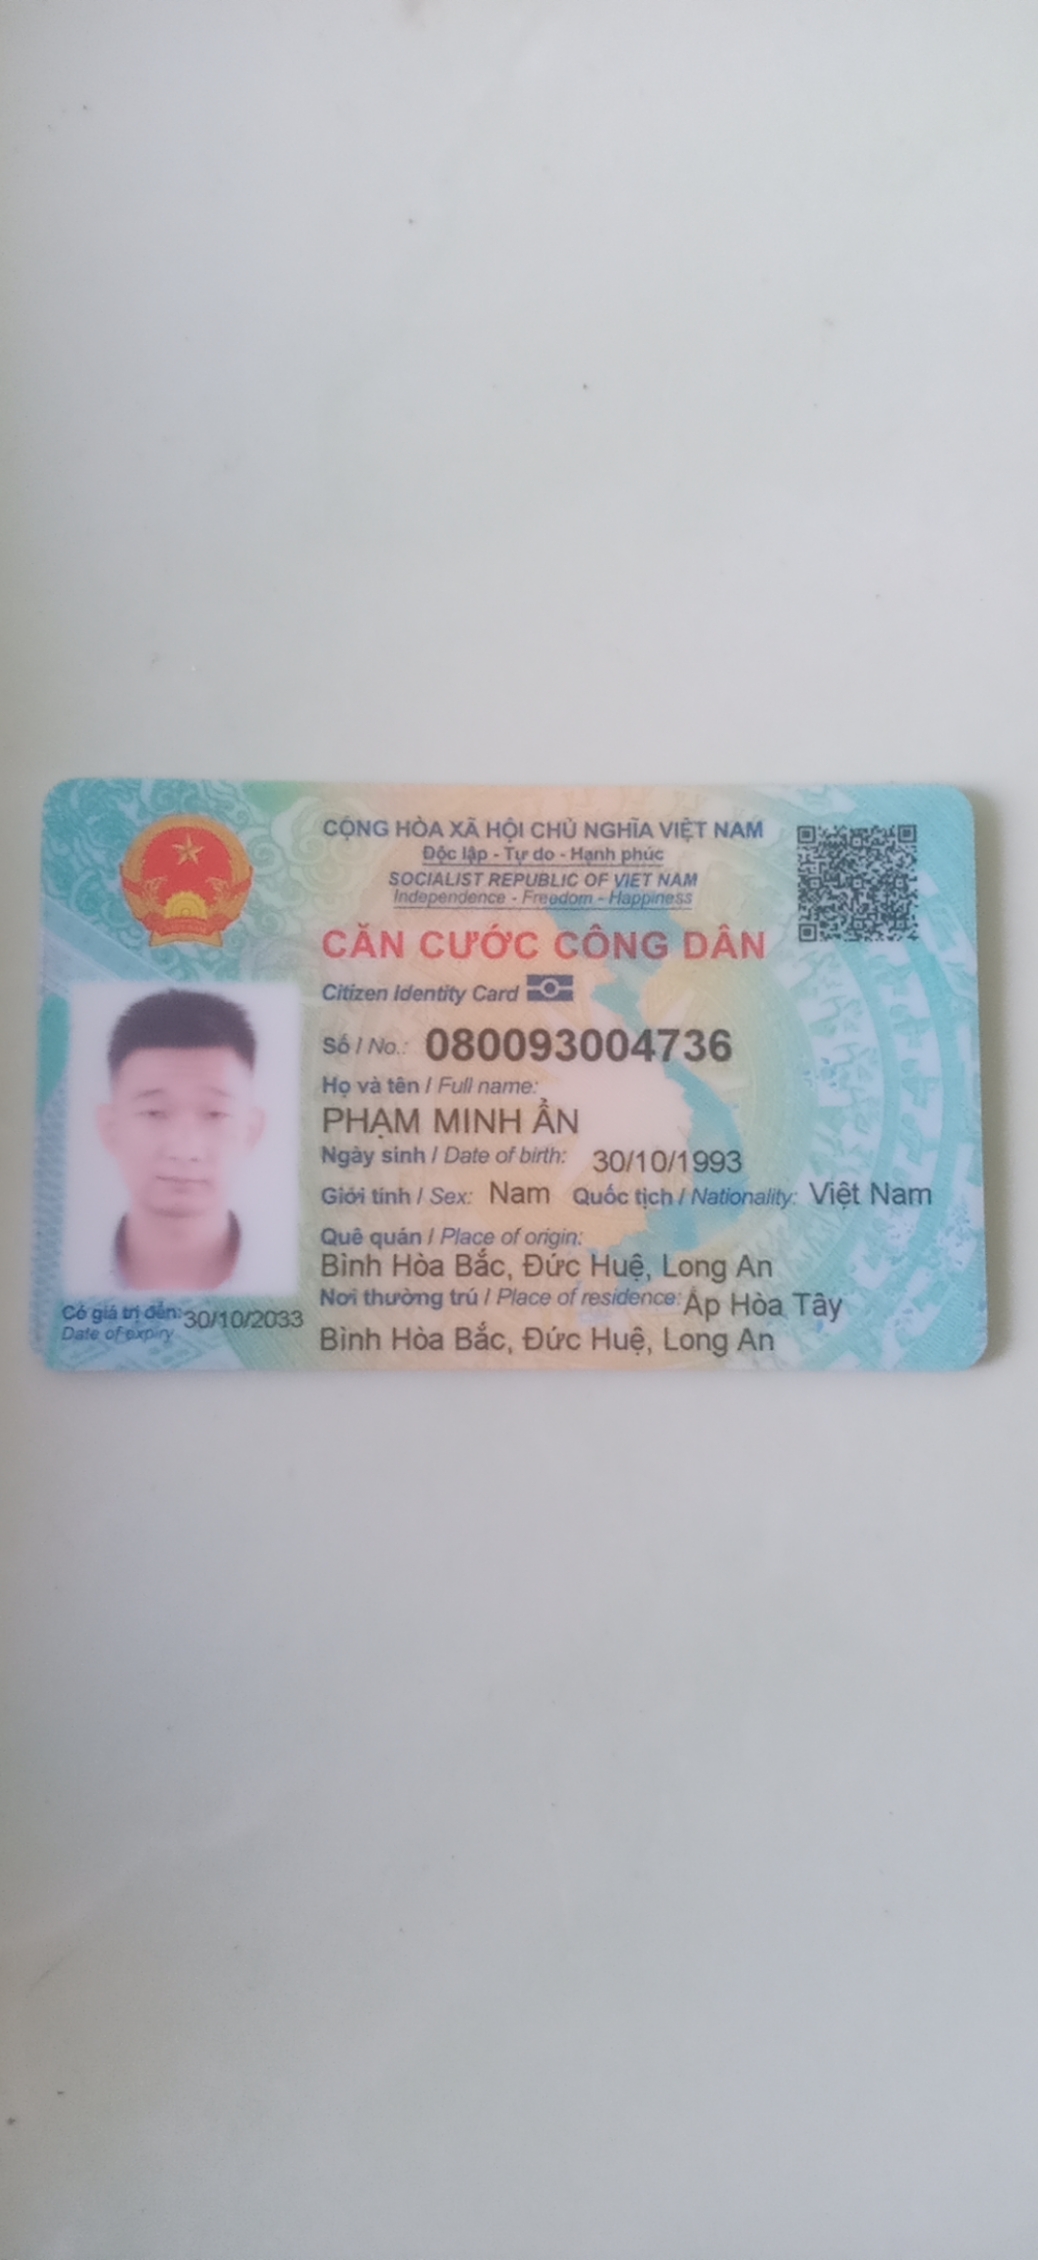 CỘNG HÒA XÃ HỘI CHỦ NGHĨA VIỆT NAM
Độc lập - Tự do - Hạnh phúc
SOCIALIST REPUBLIC OF VIET NAM
Independence - Freedom - Happiness
CĂN CƯỚC CÔNG DÂN
Citizen Identity Card
Số / No.: 080093004736
Họ và tên / Full name:
PHẠM MINH ẨN
Ngày sinh / Date of birth: 30/10/1993
Giới tính / Sex: Nam Quốc tịch / Nationality: Việt Nam
Quê quán / Place of origin:
Bình Hòa Bắc, Đức Huệ, Long An
Nơi thường trú / Place of residence: Ấp Hòa Tây
Bình Hòa Bắc, Đức Huệ, Long An
Có giá trị đến: 30/10/2033
Date of expiry